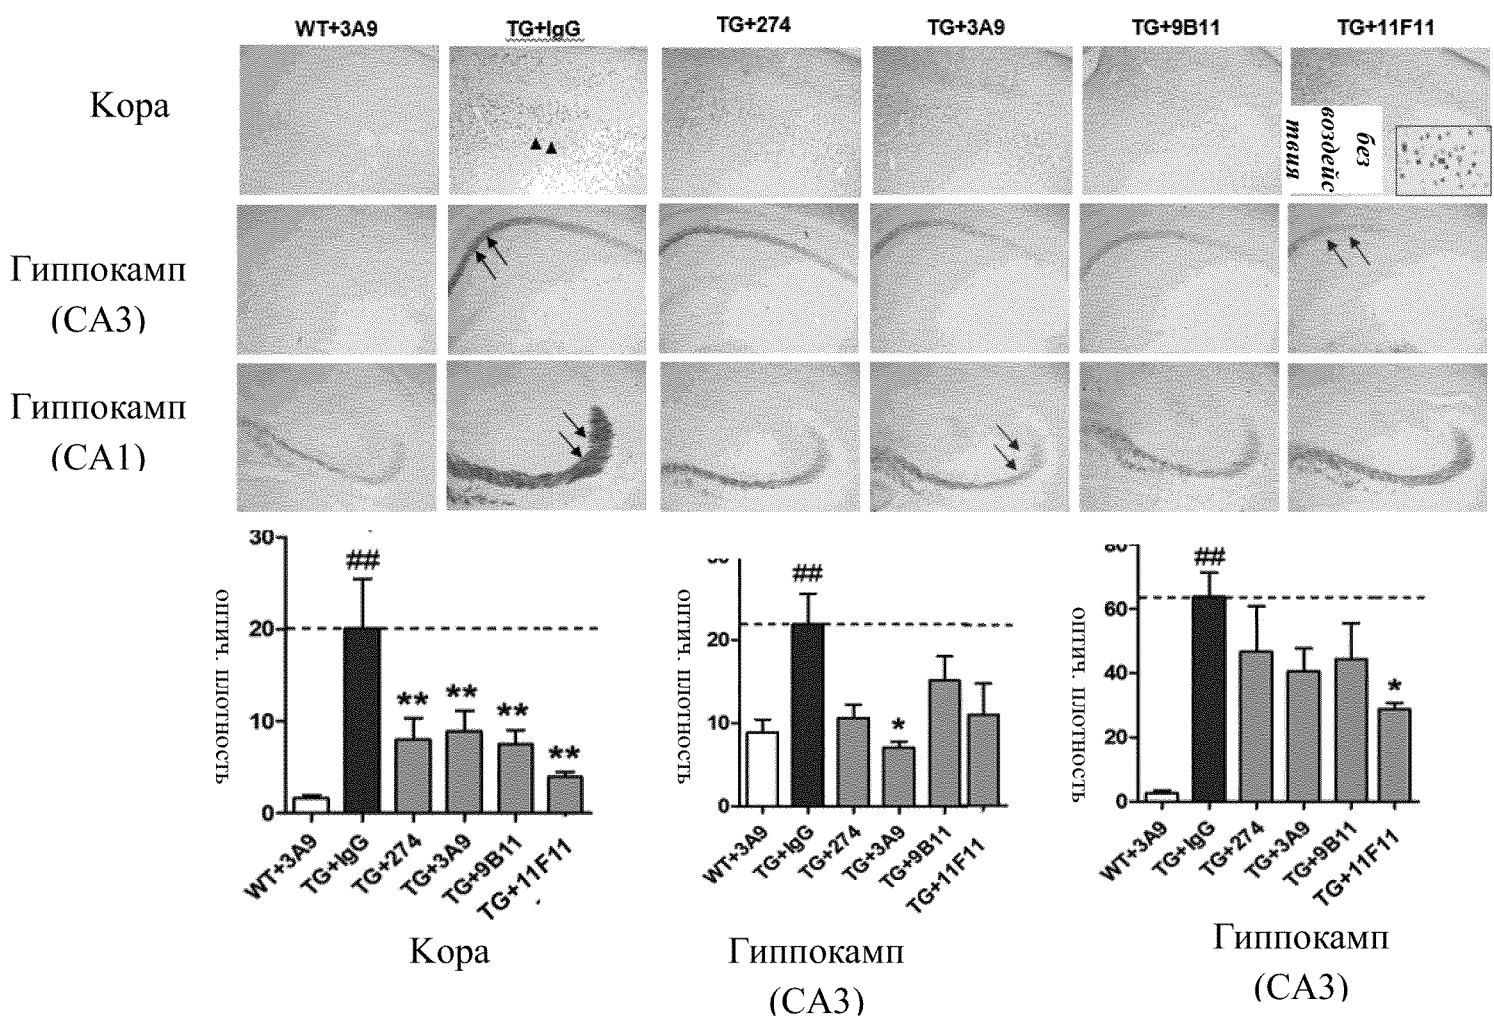 WT+3A9 TG+IgG TG+274 TG+3A9 TG+9B11 TG+11F11
Кора
без
воздейс
твия
Гиппокамп
(CA3)
Гиппокамп
(CA1)
оптич. плотность
30
20
10
0
##
**
**
**
**
WT+3A9
TG+IgG
TG+274
TG+3A9
TG+9B11
TG+11F11
Кора
оптич. плотность
20
10
0
##
*
WT+3A9
TG+IgG
TG+274
TG+3A9
TG+9B11
TG+11F11
Гиппокамп
(CA3)
оптич. плотность
80
60
40
20
0
##
*
WT+3A9
TG+IgG
TG+274
TG+3A9
TG+9B11
TG+11F11
Гиппокамп
(CA3)